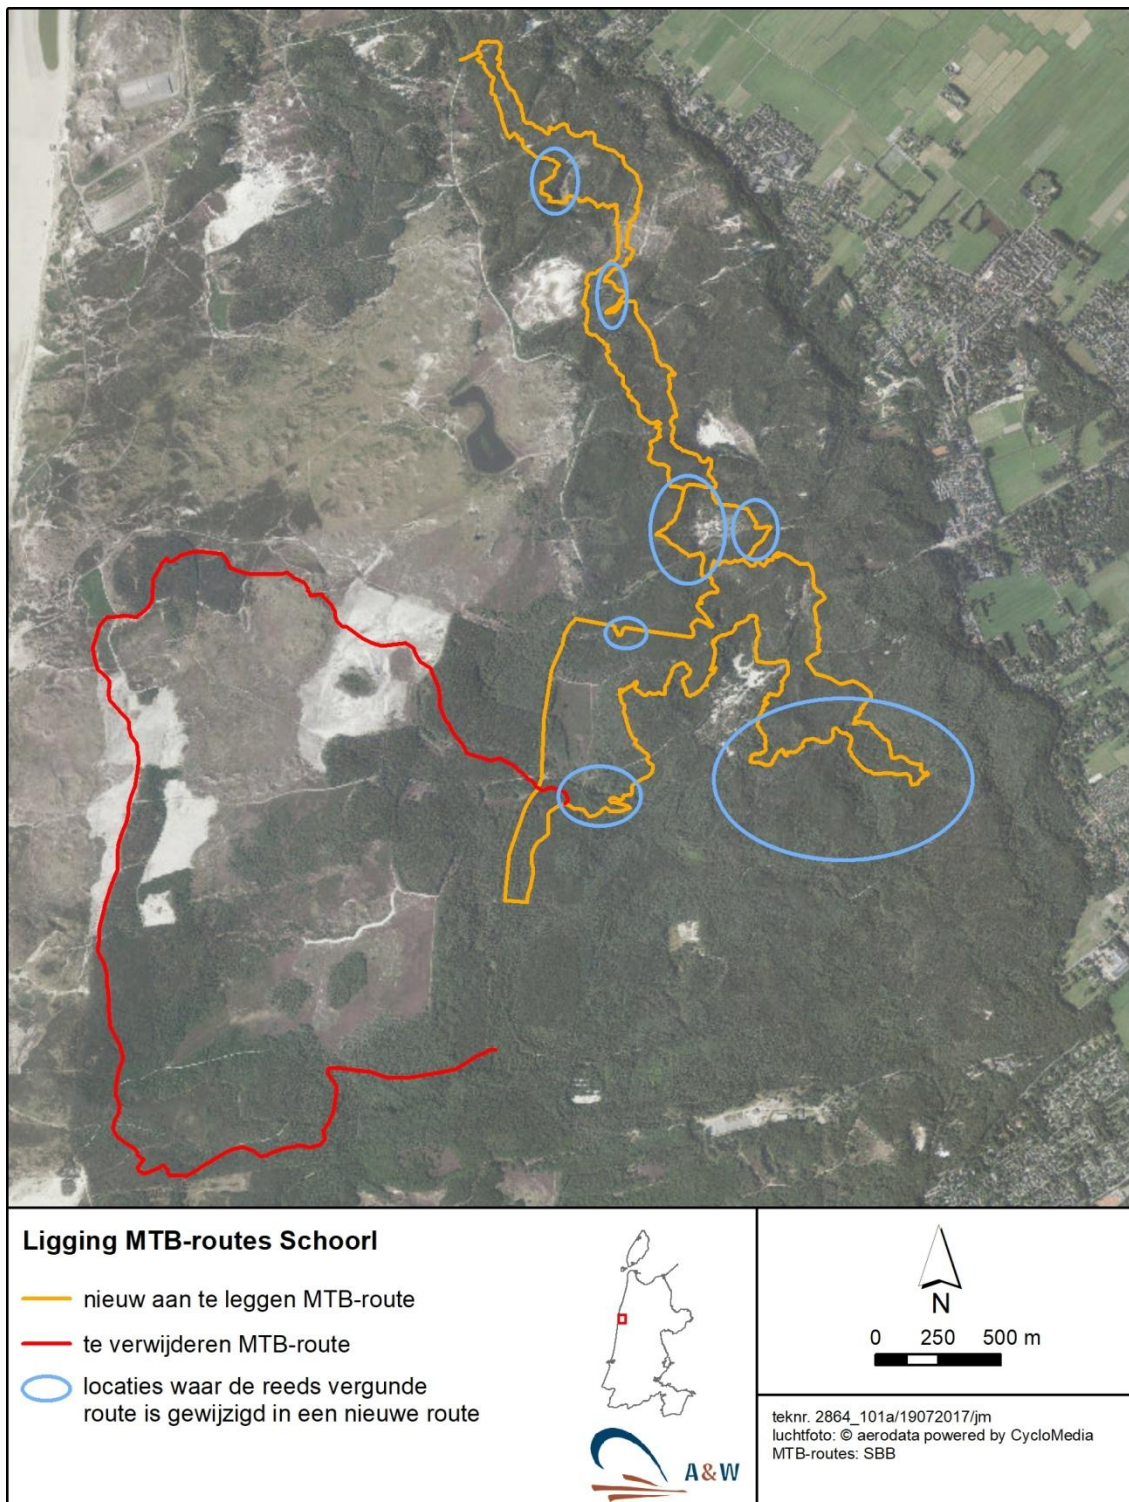 Ligging MTB-routes Schoorl
nieuw aan te leggen MTB-route
te verwijderen MTB-route
locaties waar de reeds vergunde
route is gewijzigd in een nieuwe route
A&W
N
0 250 500 m
teknr. 2864_101a/19072017/jm
luchtfoto: © aerodata powered by CycloMedia
MTB-routes: SBB